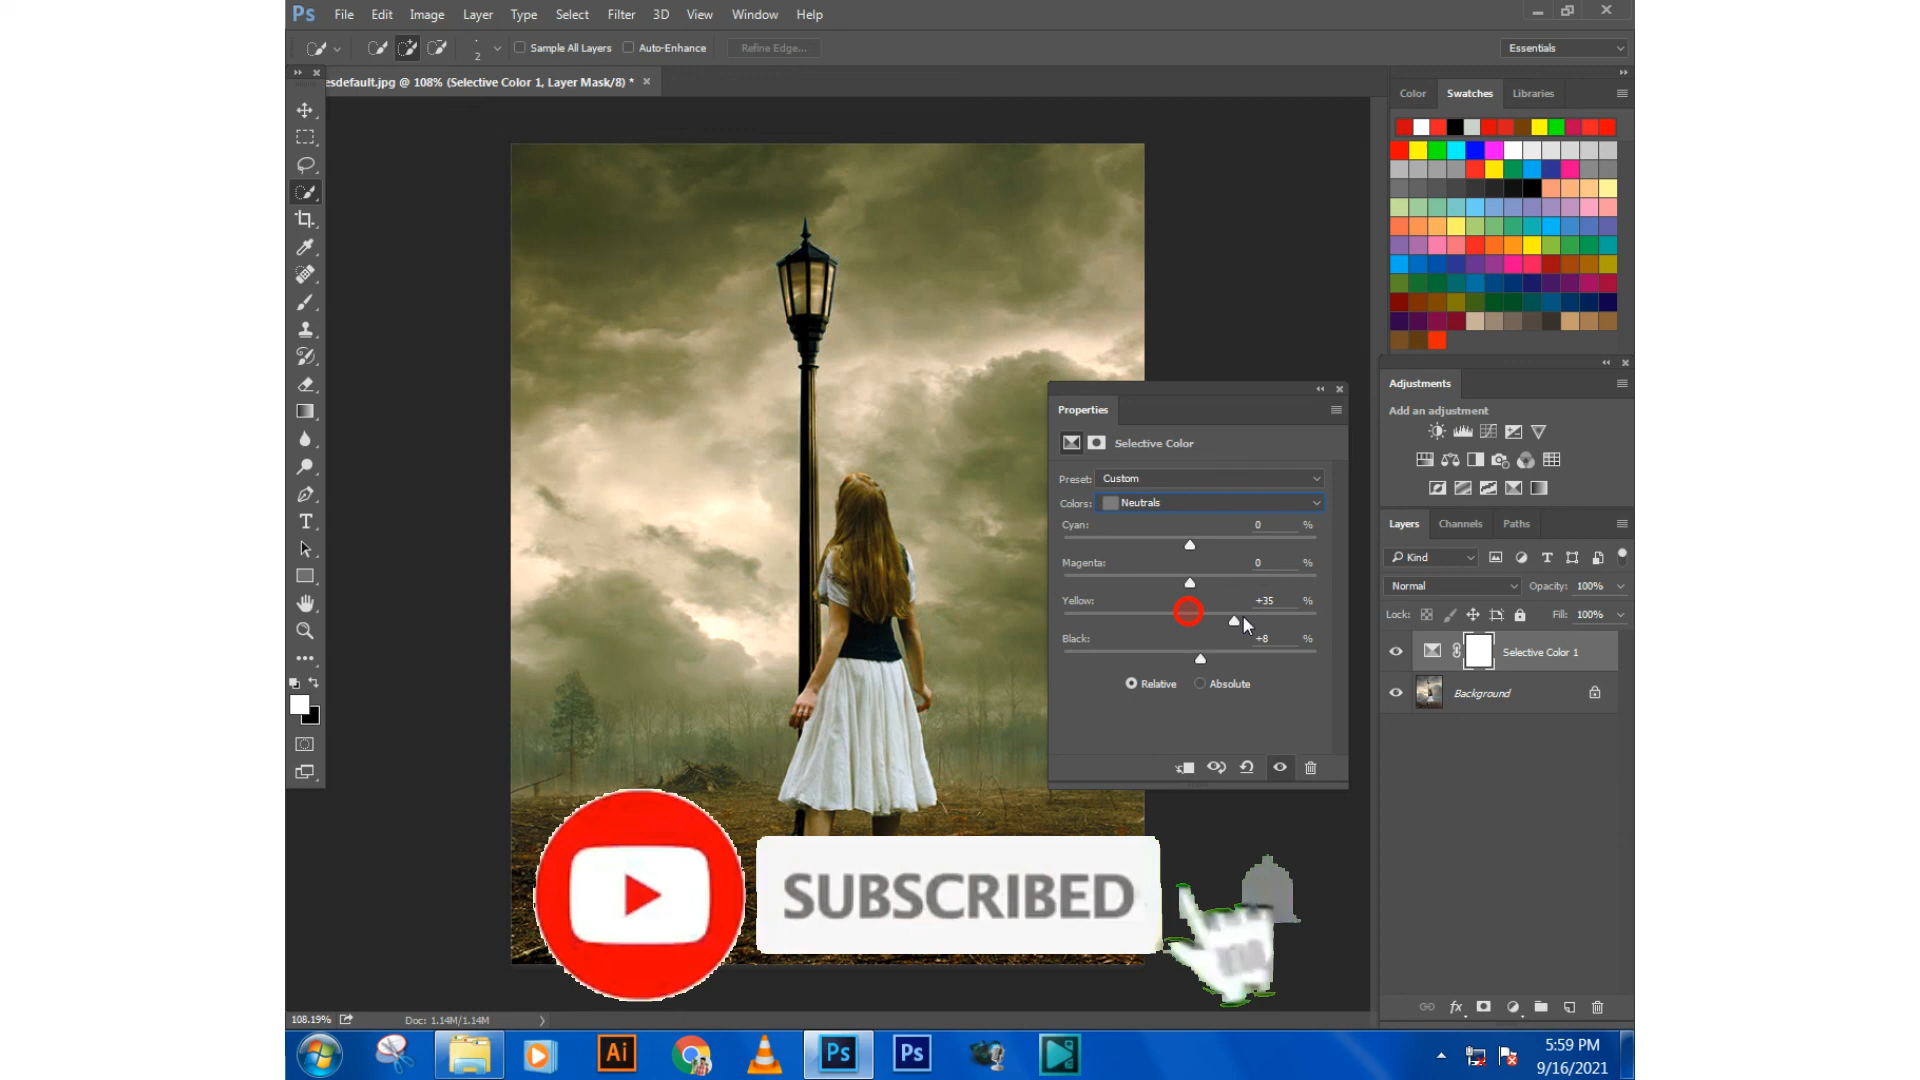 Ps File Edit Image Layer Type Select Filter 3D View Window Help
2 Sample All Layers Auto-Enhance Refine Edge... Essentials
esdefault.jpg @ 108% (Selective Color 1, Layer Mask/8) *
Color Swatches Libraries
Adjustments
Add an adjustment
Properties
Selective Color
Preset: Custom
Colors: Neutrals
Cyan: 0 %
Magenta: 0 %
Yellow: +35 %
Black: +8 %
Relative Absolute
Layers Channels Paths
Kind
Normal Opacity: 100%
Lock: Fill: 100%
Selective Color 1
Background
fx
SUBSCRIBED
108.19% Doc: 1.14M/1.14M
Ai Ps Ps
5:59 PM
9/16/2021